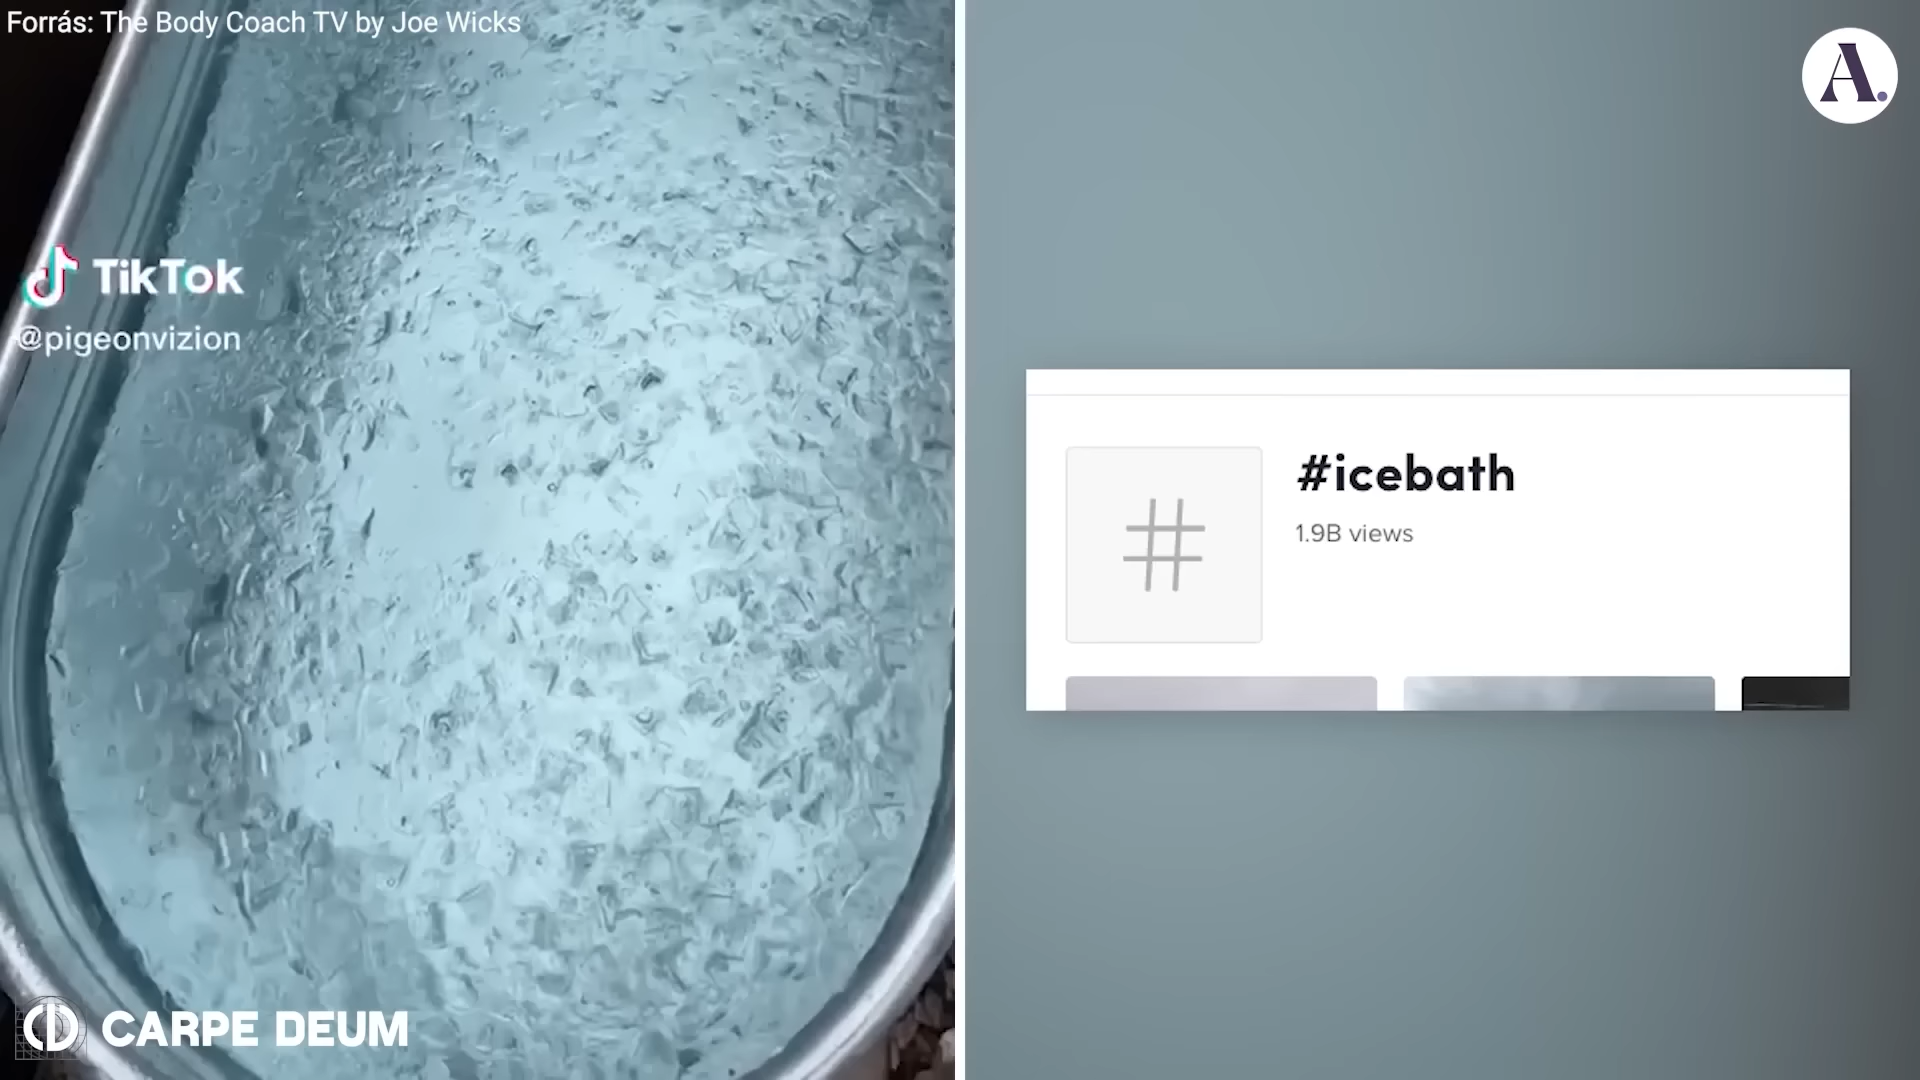 Forrás: The Body Coach TV by Joe Wicks
TikTok
@pigeonvizion
CARPE DEUM
A.
#icebath
1.9B views